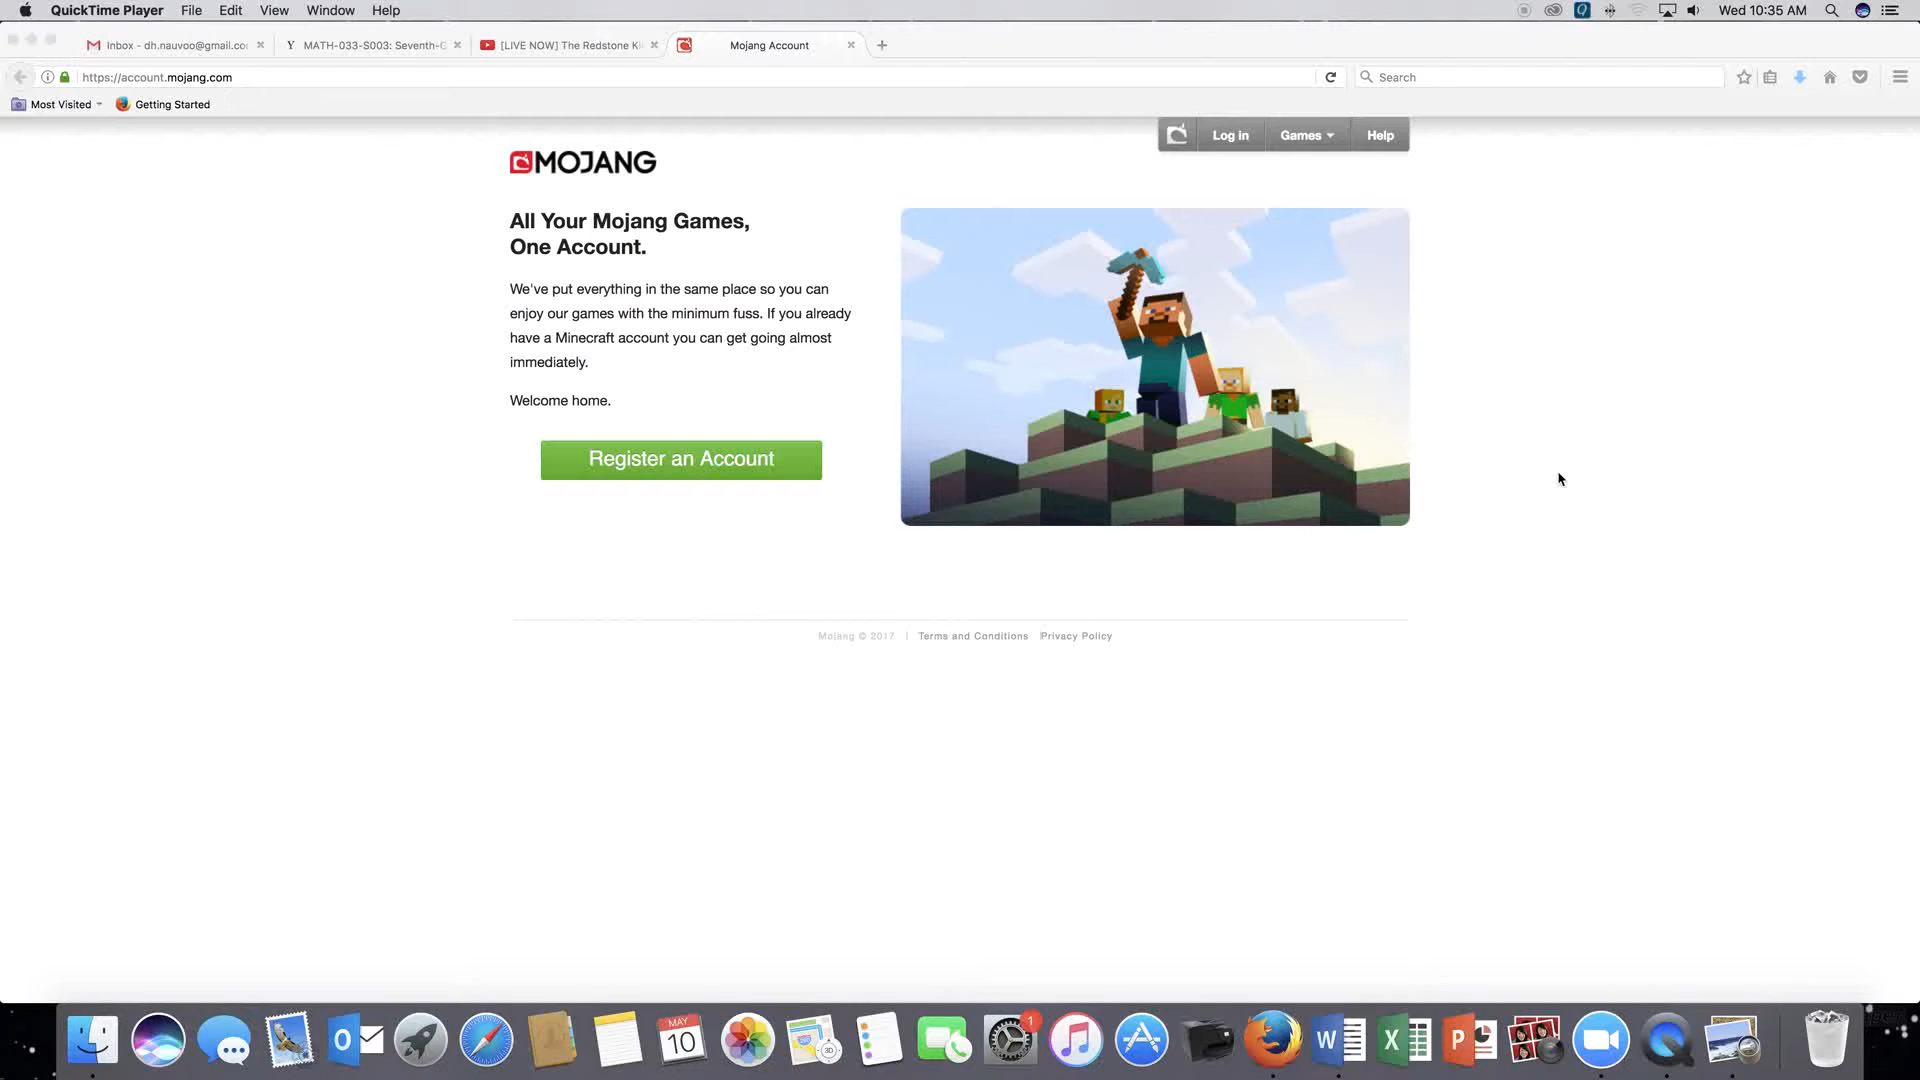 QuickTime Player File Edit View Window Help Wed 10:35 AM
Inbox - dh.nauvoo@gmail.co
MATH-033-S003: Seventh-G
[LIVE NOW] The Redstone Ki
Mojang Account
https://account.mojang.com
Search
Most Visited
Getting Started
Log in Games Help
MOJANG
All Your Mojang Games,
One Account.
We've put everything in the same place so you can
enjoy our games with the minimum fuss. If you already
have a Minecraft account you can get going almost
immediately.
Welcome home.
Register an Account
Mojang © 2017 | Terms and Conditions Privacy Policy
MAY
10
3D
1